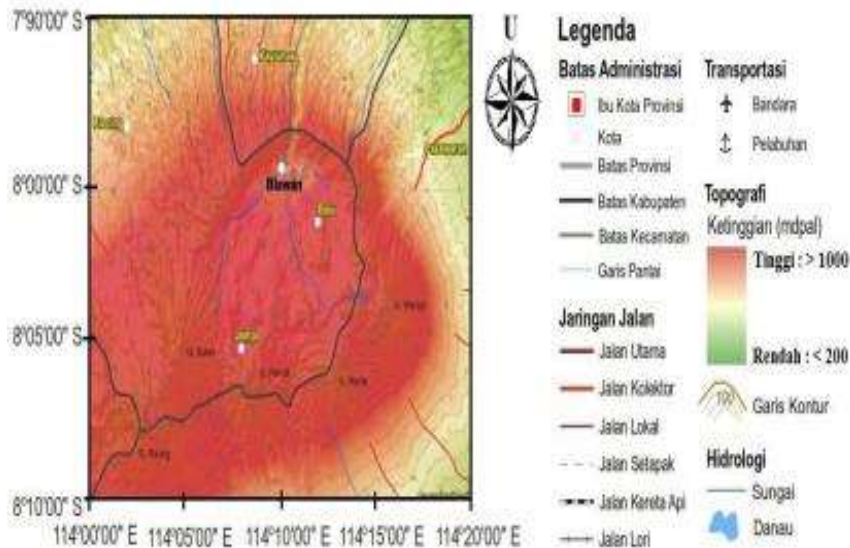 7°90'00" S
8°00'00" S
8°05'00" S
8°10'00" S
114°00'00" E
114°05'00" E
114°10'00" E
114°15'00" E
114°20'00" E
Blawan
G. Raung
U
Legenda
Batas Administrasi
Ibu Kota Provinsi
Kota
Batas Provinsi
Batas Kabupaten
Batas Kecamatan
Garis Pantai
Jaringan Jalan
Jalan Utama
Jalan Kolektor
Jalan Lokal
Jalan Setapak
Jalan Kereta Api
Jalan Lori
Transportasi
Bandara
Pelabuhan
Topografi
Ketinggian (mdpal)
Tinggi : > 1000
Rendah : < 200
100
Garis Kontur
Hidrologi
Sungai
Danau